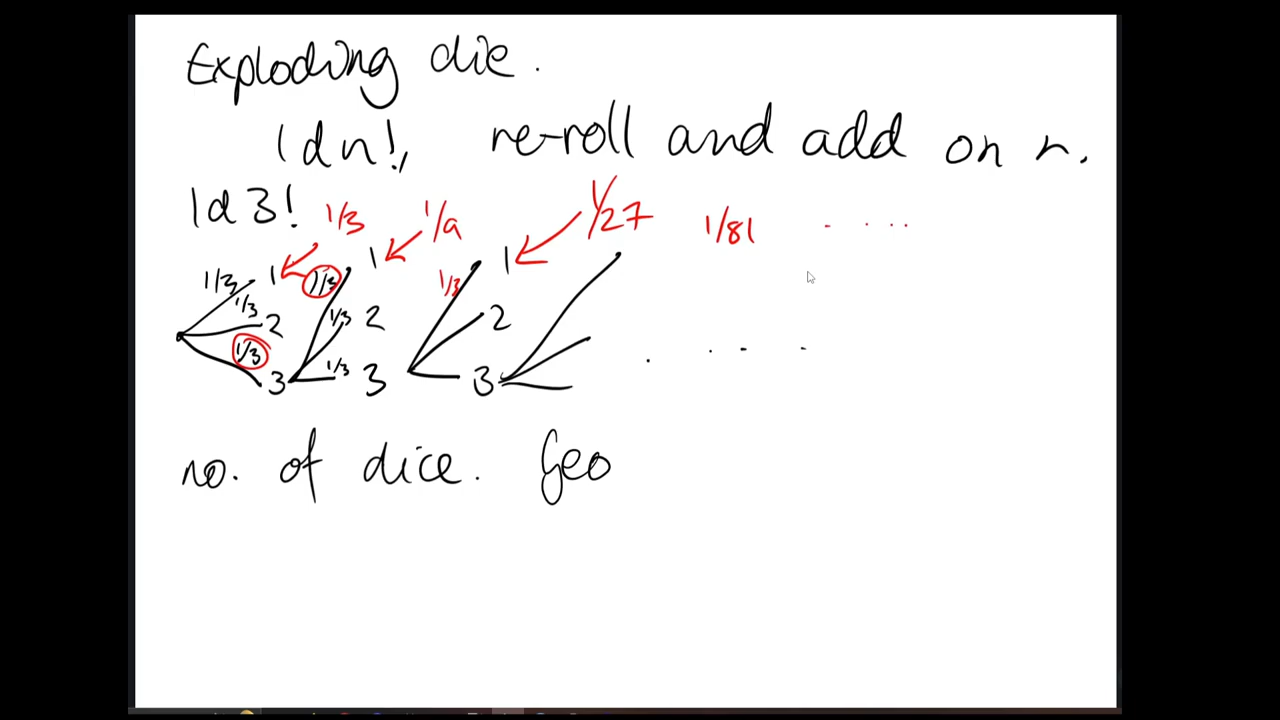 Exploding die.
1dn!, re-roll and add on n.
1d3! 1/3 1/9 1/27 1/81 . . . .
1/3 1 1/3 1 1/3 1
1/3 2 1/3 2 2
1/3 3 1/3 3 3 . . . .
no. of dice. Geo